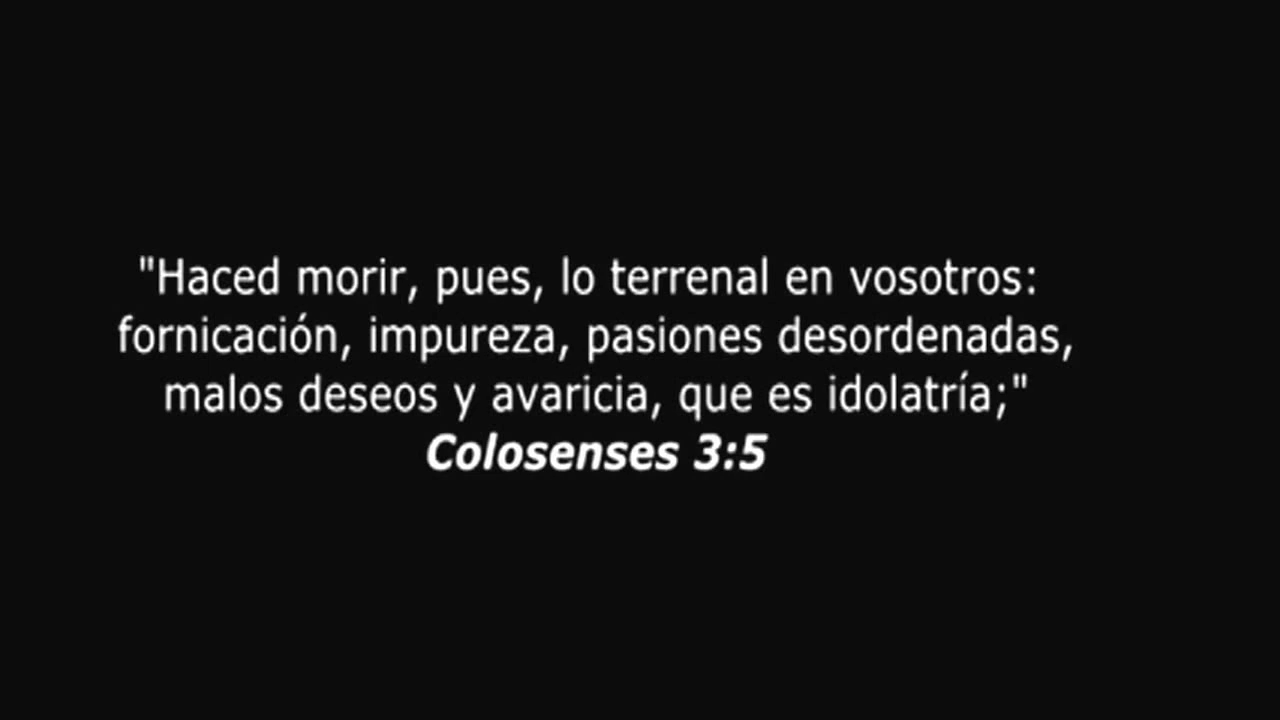 "Haced morir, pues, lo terrenal en vosotros:
fornicación, impureza, pasiones desordenadas,
malos deseos y avaricia, que es idolatría;"
Colosenses 3:5